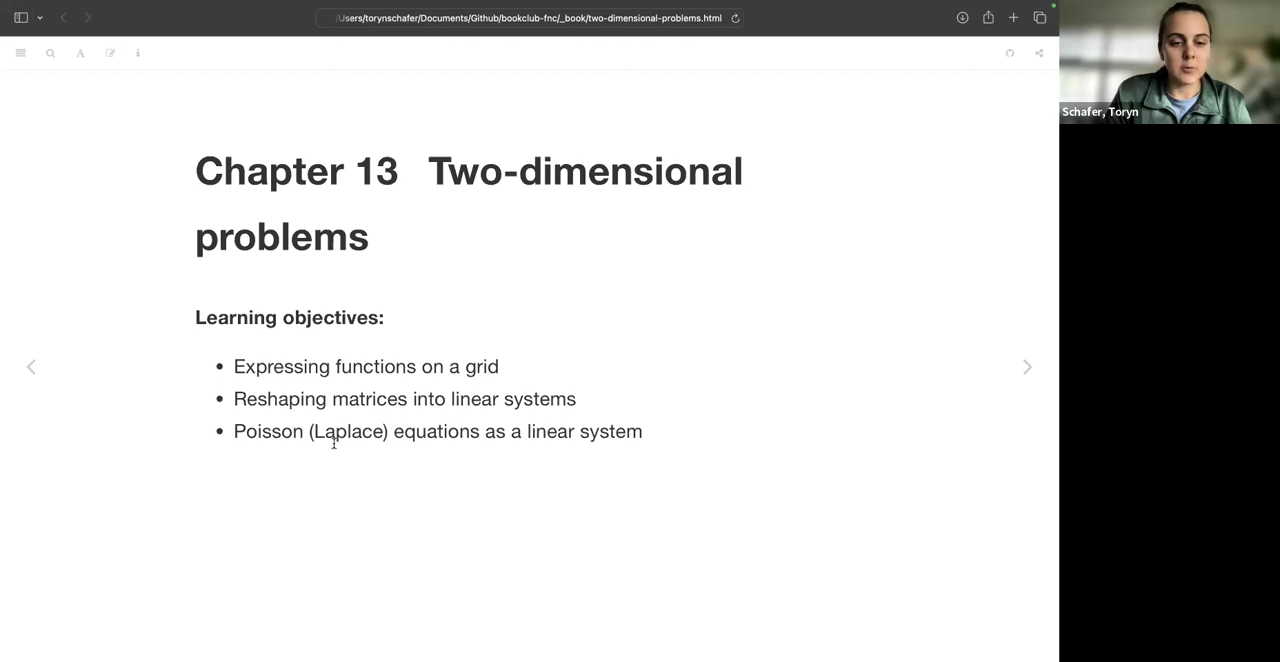 /Users/torynschafer/Documents/Github/bookclub-fnc/_book/two-dimensional-problems.html
Schafer, Toryn
Chapter 13 Two-dimensional
problems
Learning objectives:
• Expressing functions on a grid
• Reshaping matrices into linear systems
• Poisson (Laplace) equations as a linear system